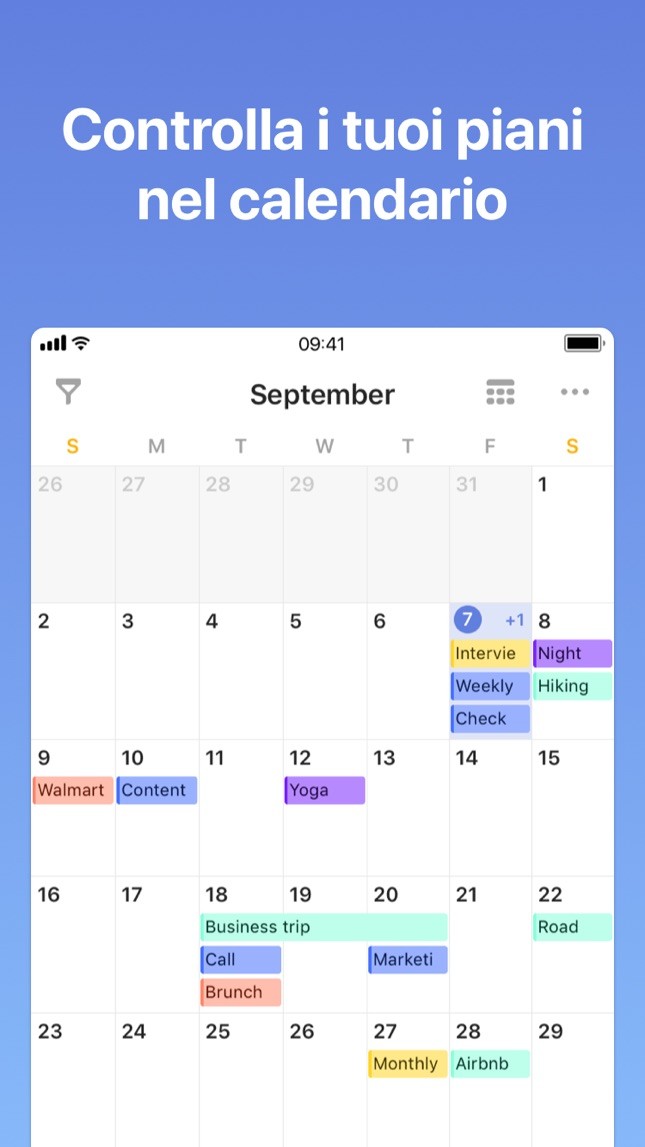 Controlla i tuoi piani
nel calendario
09:41
September
S M T W T F S
26 27 28 29 30 31 1
2 3 4 5 6 7 +1 8
Intervie Night
Weekly Hiking
Check
9 10 11 12 13 14 15
Walmart Content Yoga
16 17 18 19 20 21 22
Business trip Road
Call Marketi
Brunch
23 24 25 26 27 28 29
Monthly Airbnb